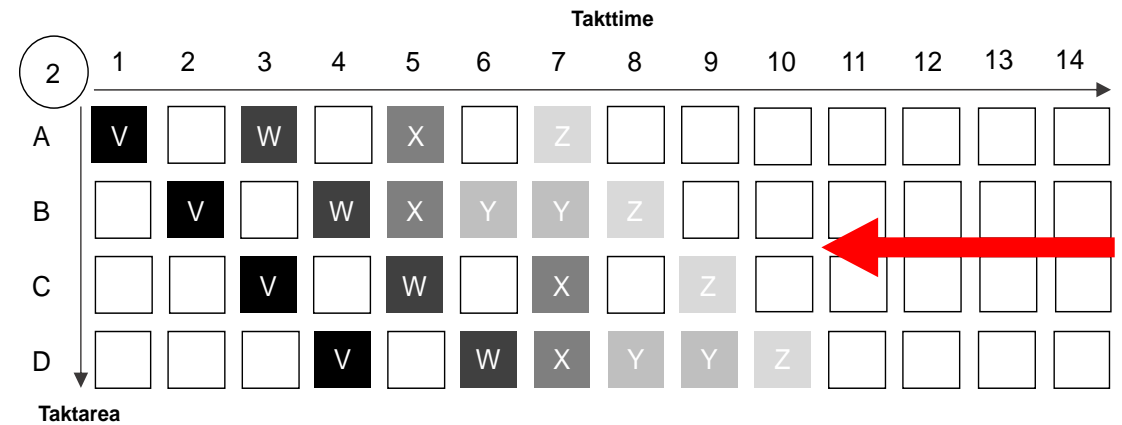 Takttime
2 1 2 3 4 5 6 7 8 9 10 11 12 13 14
A V W X Z
B V W X Y Y Z
C V W X Z
D V W X Y Y Z
Taktarea